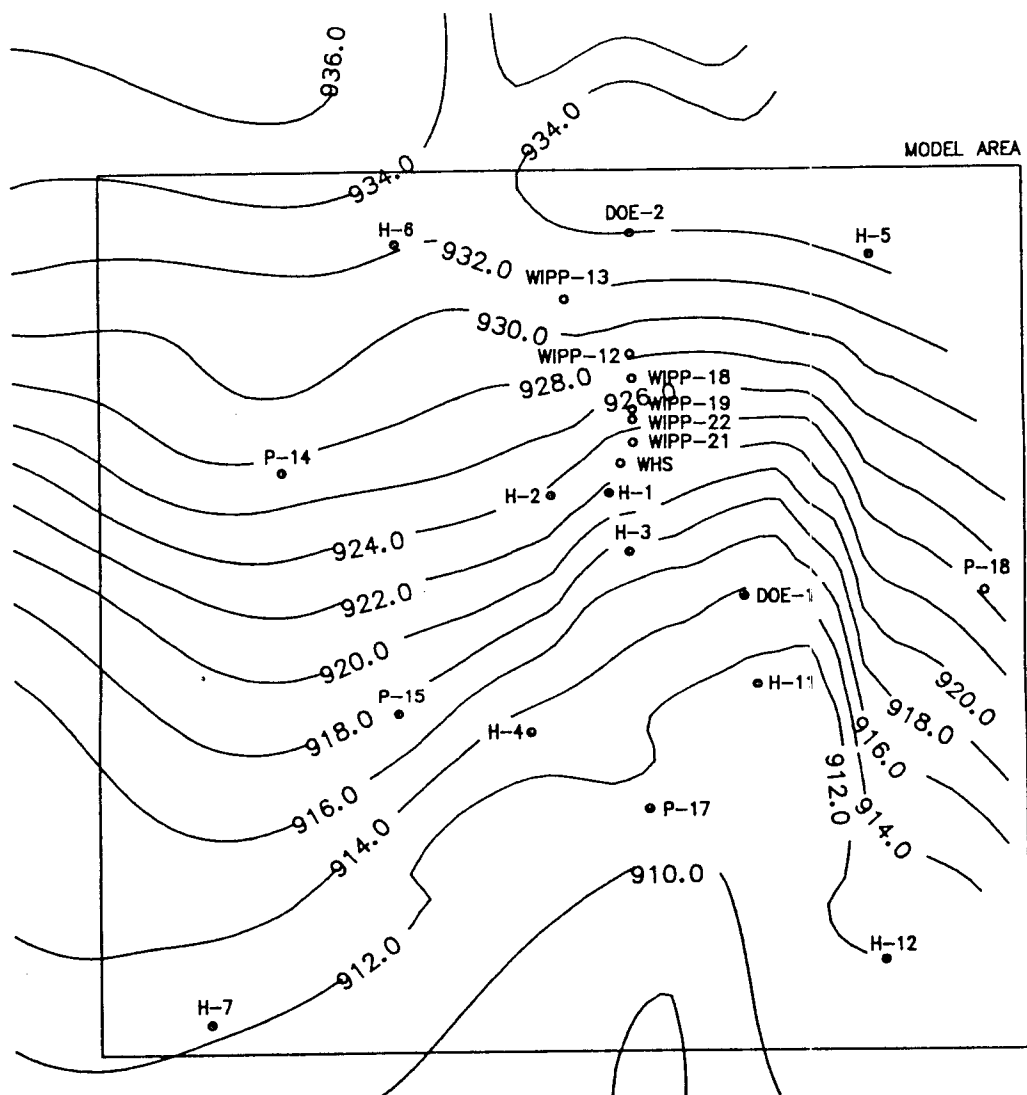 936.0
934.0
MODEL AREA
934.0
DOE-2
H-6
H-5
932.0
WIPP-13
930.0
WIPP-12
928.0
WIPP-18
926.0
WIPP-19
WIPP-22
WIPP-21
P-14
WHS
H-2
H-1
924.0
H-3
P-18
922.0
DOE-1
920.0
H-11
920.0
P-15
918.0
918.0
H-4
916.0
912.0
916.0
P-17
914.0
914.0
910.0
912.0
H-12
H-7